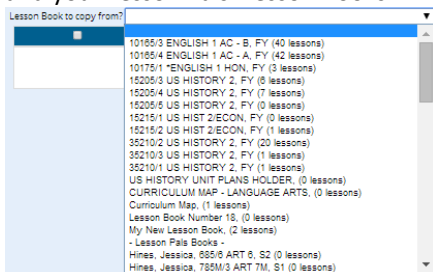 Lesson Book to copy from?
10165/3 ENGLISH 1 AC - B, FY (40 lessons)
10165/4 ENGLISH 1 AC - A, FY (42 lessons)
10175/1 *ENGLISH 1 HON, FY (3 lessons)
15205/3 US HISTORY 2, FY (6 lessons)
15205/4 US HISTORY 2, FY (7 lessons)
15205/5 US HISTORY 2, FY (0 lessons)
15215/1 US HIST 2/ECON, FY (0 lessons)
15215/2 US HIST 2/ECON, FY (1 lessons)
35210/2 US HISTORY 2, FY (20 lessons)
35210/3 US HISTORY 2, FY (1 lessons)
35210/1 US HISTORY 2, FY (1 lessons)
US HISTORY UNIT PLANS HOLDER, (0 lessons)
CURRICULUM MAP - LANGUAGE ARTS, (0 lessons)
Curriculum Map, (1 lessons)
Lesson Book Number 18, (0 lessons)
My New Lesson Book, (2 lessons)
- Lesson Pals Books -
Hines, Jessica, 685/6 ART 6, S2 (0 lessons)
Hines, Jessica, 785M/3 ART 7M, S1 (0 lessons)